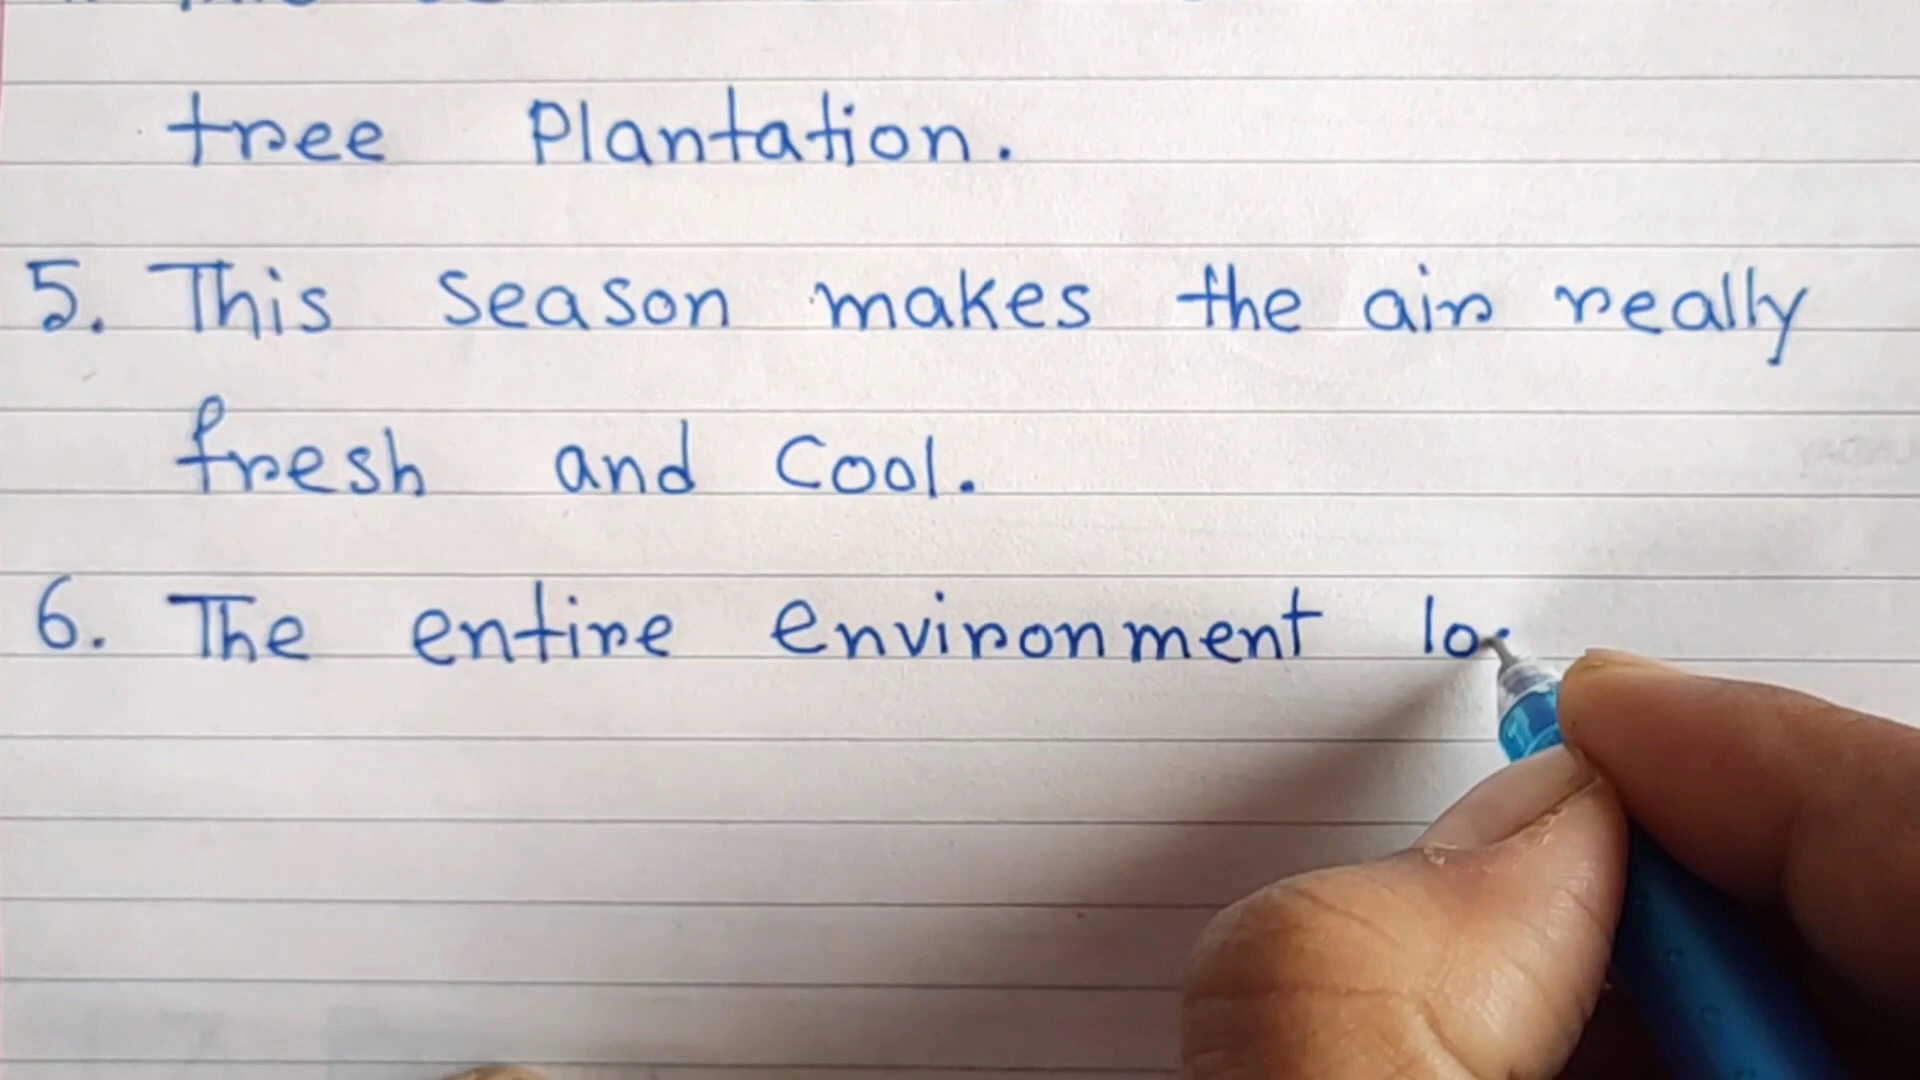 tree Plantation.
5. This season makes the air really
fresh and Cool.
6. The entire environment lo